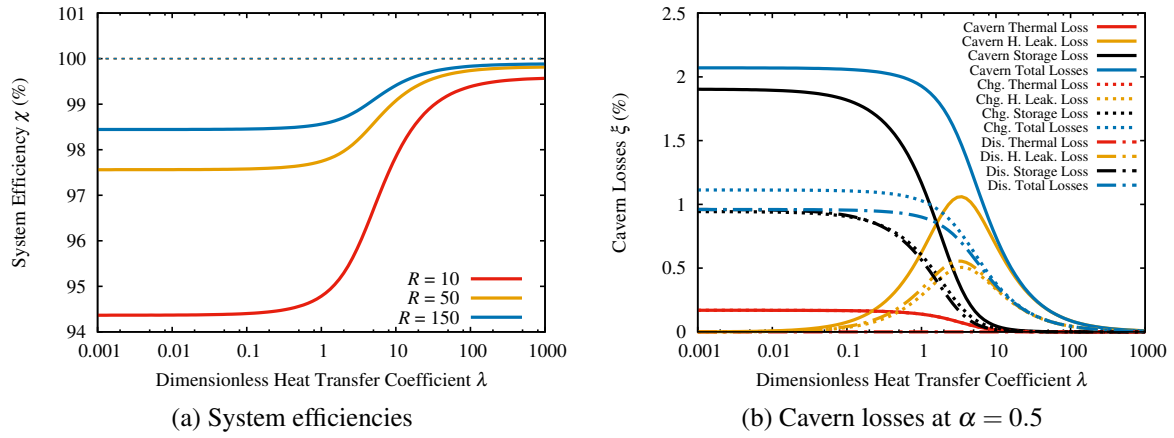 System Efficiency χ (%)
100
99
98
97
96
95
94
0.001 0.01 0.1 1 10 100 1000
R = 10
R = 50
R = 150
Dimensionless Heat Transfer Coefficient λ
(a) System efficiencies
Cavern Losses ξ (%)
2.5
2
1.5
1
0.5
0
0.001 0.01 0.1 1 10 100 1000
Cavern Thermal Loss
Cavern H. Leak. Loss
Cavern Storage Loss
Cavern Total Losses
Chg. Thermal Loss
Chg. H. Leak. Loss
Chg. Storage Loss
Chg. Total Losses
Dis. Thermal Loss
Dis. H. Leak. Loss
Dis. Storage Loss
Dis. Total Losses
Dimensionless Heat Transfer Coefficient λ
(b) Cavern losses at α = 0.5